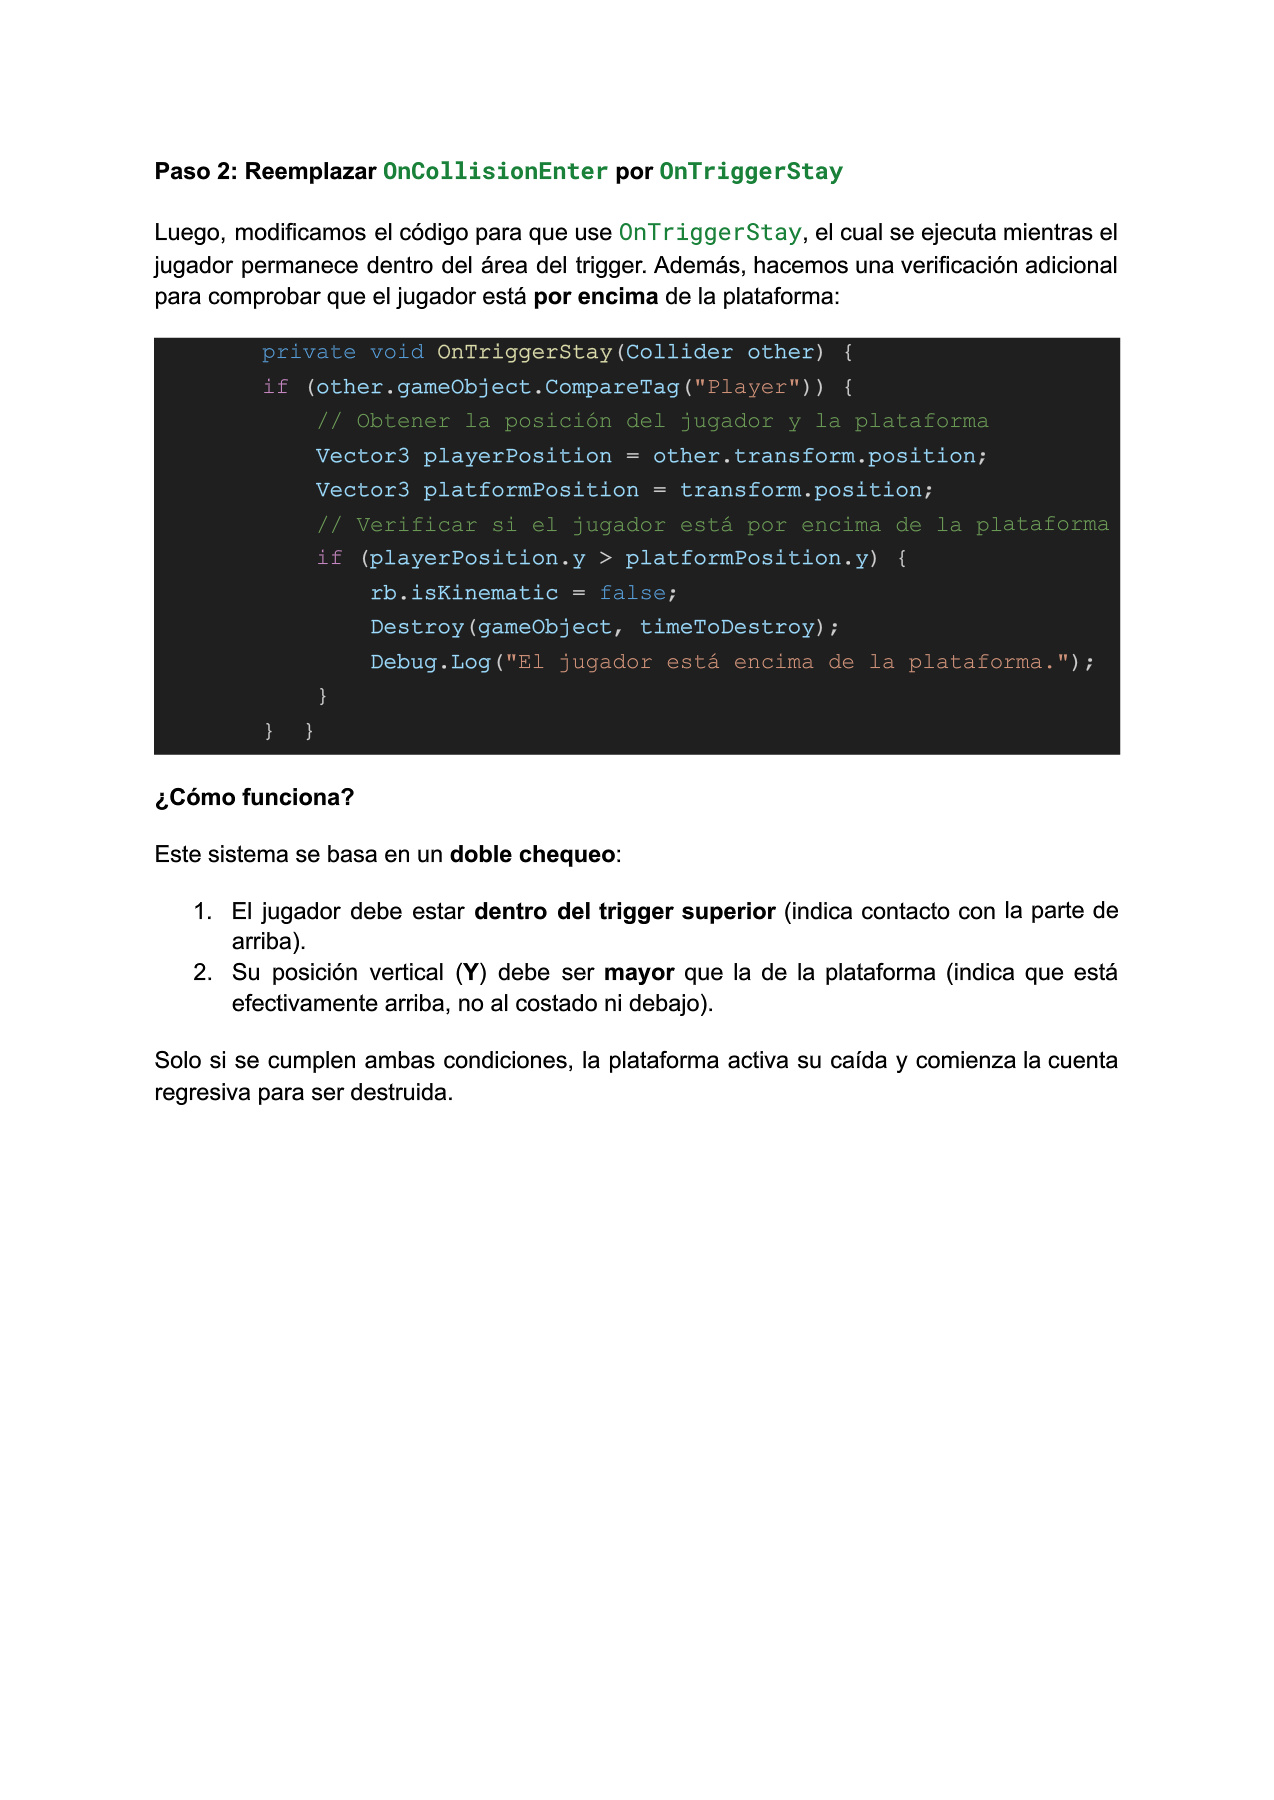 Paso 2: Reemplazar OnCollisionEnter por OnTriggerStay
Luego, modificamos el código para que use OnTriggerStay, el cual se ejecuta mientras el
jugador permanece dentro del área del trigger. Además, hacemos una verificación adicional
para comprobar que el jugador está por encima de la plataforma:
private void OnTriggerStay(Collider other) {
if (other.gameObject.CompareTag("Player")) {
// Obtener la posición del jugador y la plataforma
Vector3 playerPosition = other.transform.position;
Vector3 platformPosition = transform.position;
// Verificar si el jugador está por encima de la plataforma
if (playerPosition.y > platformPosition.y) {
rb.isKinematic = false;
Destroy(gameObject, timeToDestroy);
Debug.Log("El jugador está encima de la plataforma.");
}
} }
¿Cómo funciona?
Este sistema se basa en un doble chequeo:
1. El jugador debe estar dentro del trigger superior (indica contacto con la parte de
arriba).
2. Su posición vertical (Y) debe ser mayor que la de la plataforma (indica que está
efectivamente arriba, no al costado ni debajo).
Solo si se cumplen ambas condiciones, la plataforma activa su caída y comienza la cuenta
regresiva para ser destruida.